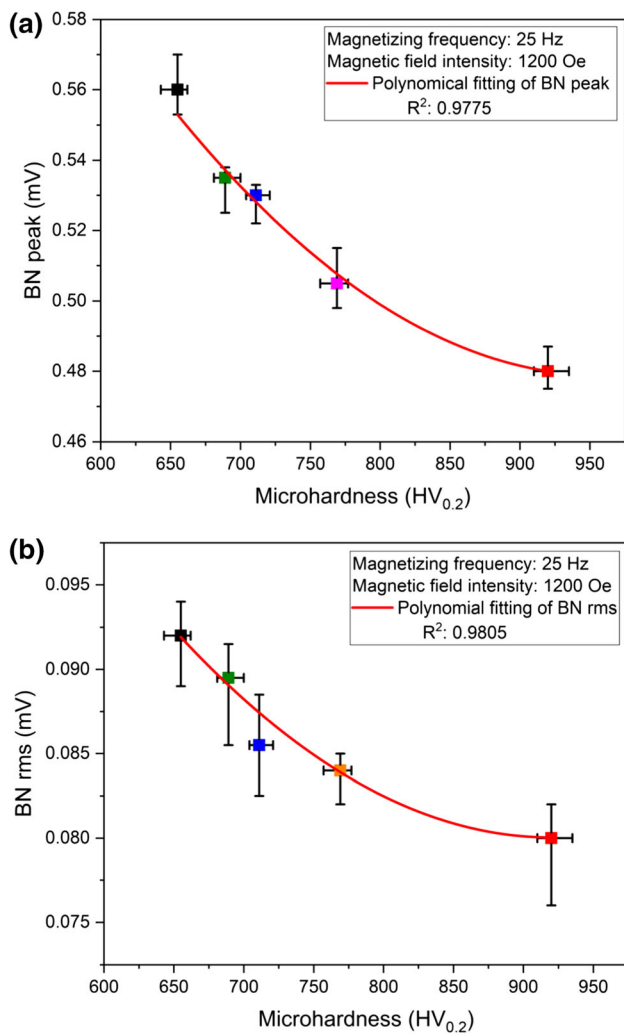 (a)
0.58
0.56
0.54
0.52
0.50
0.48
0.46
BN peak (mV)
Magnetizing frequency: 25 Hz
Magnetic field intensity: 1200 Oe
Polynomical fitting of BN peak
R²: 0.9775
600 650 700 750 800 850 900 950
Microhardness (HV₀.₂)
(b)
0.095
0.090
0.085
0.080
0.075
BN rms (mV)
Magnetizing frequency: 25 Hz
Magnetic field intensity: 1200 Oe
Polynomial fitting of BN rms
R²: 0.9805
600 650 700 750 800 850 900 950
Microhardness (HV₀.₂)